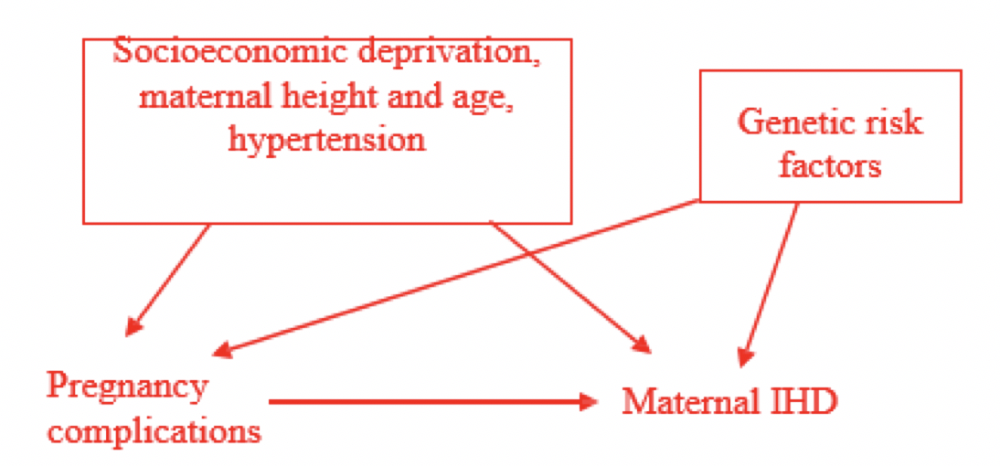 Socioeconomic deprivation,
maternal height and age,
hypertension
Genetic risk
factors
Pregnancy
complications
Maternal IHD